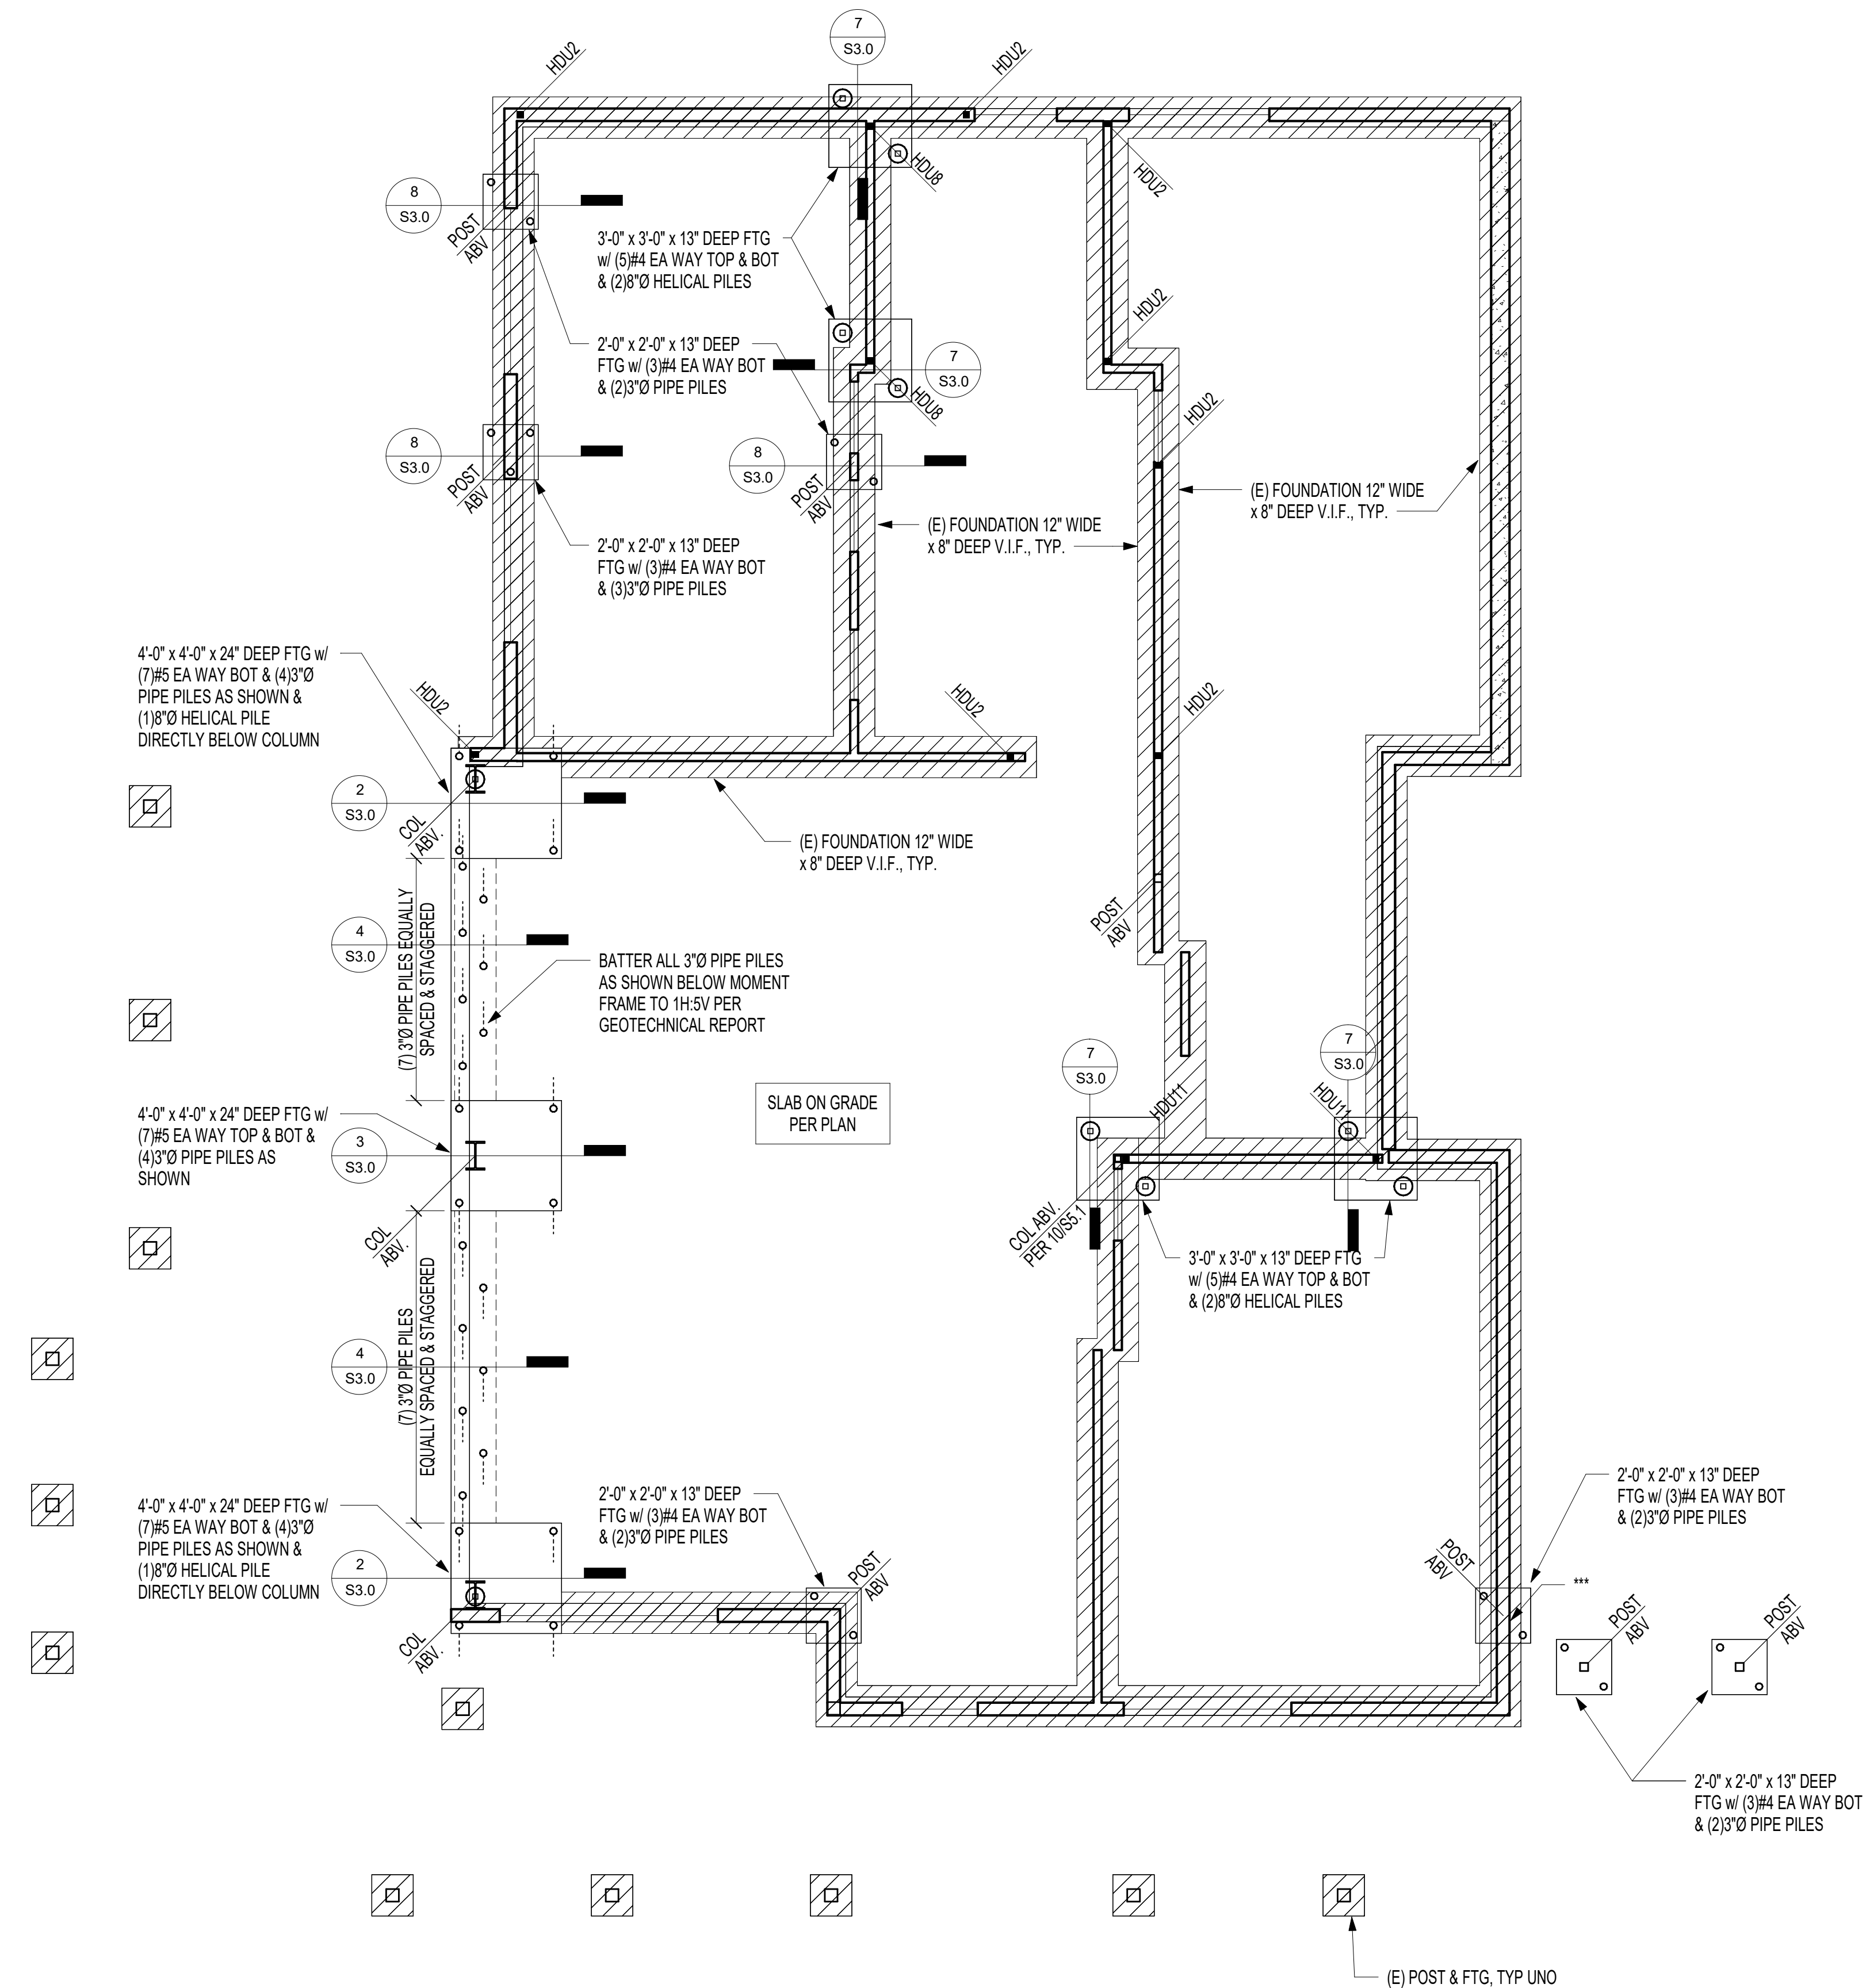 7
S3.0
HDU2
HDU2
8
S3.0
POST
ABV
HDU8
HDU2
3'-0" x 3'-0" x 13" DEEP FTG
w/ (5)#4 EA WAY TOP & BOT
& (2)8"Ø HELICAL PILES
HDU2
2'-0" x 2'-0" x 13" DEEP
FTG w/ (3)#4 EA WAY BOT
& (2)3"Ø PIPE PILES
7
S3.0
HDU8
HDU2
8
S3.0
POST
ABV
8
S3.0
POST
ABV
(E) FOUNDATION 12" WIDE
x 8" DEEP V.I.F., TYP.
(E) FOUNDATION 12" WIDE
x 8" DEEP V.I.F., TYP.
2'-0" x 2'-0" x 13" DEEP
FTG w/ (3)#4 EA WAY BOT
& (3)3"Ø PIPE PILES
4'-0" x 4'-0" x 24" DEEP FTG w/
(7)#5 EA WAY BOT & (4)3"Ø
PIPE PILES AS SHOWN &
(1)8"Ø HELICAL PILE
DIRECTLY BELOW COLUMN
HDU2
HDU2
HDU2
2
S3.0
COL
ABV.
(E) FOUNDATION 12" WIDE
x 8" DEEP V.I.F., TYP.
(7) 3"Ø PIPE PILES EQUALLY
SPACED & STAGGERED
4
S3.0
POST
ABV
BATTER ALL 3"Ø PIPE PILES
AS SHOWN BELOW MOMENT
FRAME TO 1H:5V PER
GEOTECHNICAL REPORT
7
S3.0
7
S3.0
HDU11
HDU11
SLAB ON GRADE
PER PLAN
4'-0" x 4'-0" x 24" DEEP FTG w/
(7)#5 EA WAY TOP & BOT &
(4)3"Ø PIPE PILES AS
SHOWN
3
S3.0
COL
ABV.
COL ABV.
PER 10/S5.1
3'-0" x 3'-0" x 13" DEEP FTG
w/ (5)#4 EA WAY TOP & BOT
& (2)8"Ø HELICAL PILES
(7) 3"Ø PIPE PILES
EQUALLY SPACED & STAGGERED
4
S3.0
4'-0" x 4'-0" x 24" DEEP FTG w/
(7)#5 EA WAY BOT & (4)3"Ø
PIPE PILES AS SHOWN &
(1)8"Ø HELICAL PILE
DIRECTLY BELOW COLUMN
2
S3.0
COL
ABV.
2'-0" x 2'-0" x 13" DEEP
FTG w/ (3)#4 EA WAY BOT
& (2)3"Ø PIPE PILES
POST
ABV
POST
ABV
2'-0" x 2'-0" x 13" DEEP
FTG w/ (3)#4 EA WAY BOT
& (2)3"Ø PIPE PILES
***
POST
ABV
POST
ABV
2'-0" x 2'-0" x 13" DEEP
FTG w/ (3)#4 EA WAY BOT
& (2)3"Ø PIPE PILES
(E) POST & FTG, TYP UNO